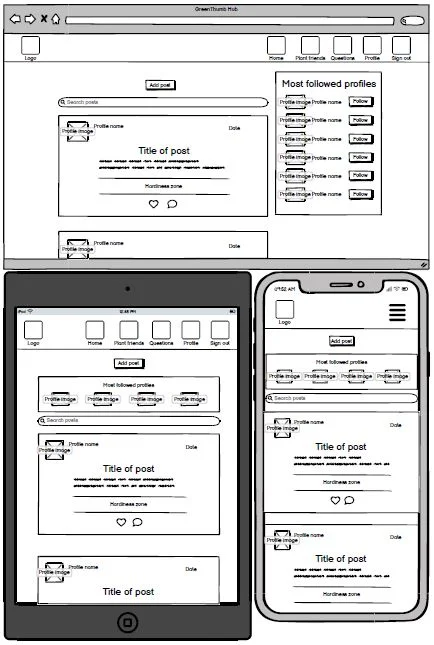 GreenThumb Hub
Logo
Home Plant friends Questions Profile Sign out
Add post
Search posts
Most followed profiles
Profile image Profile name Follow
Profile image Profile name Follow
Profile image Profile name Follow
Profile image Profile name Follow
Profile image Profile name Follow
Profile image Profile name Follow
Profile image Profile name Date
Title of post
Hardiness zone
Profile image Profile name Date
iPad
Logo Home Plant friends Questions Profile Sign out
Add post
Most followed profiles
Profile image Profile image Profile image Profile image
Search posts
Profile image Profile name Date
Title of post
Hardiness zone
Profile image Profile name Date
Title of post
09:52 AM
Logo
Add post
Most followed profiles
Profile image Profile image Profile image Profile image
Search posts
Profile image Profile name Date
Title of post
Hardiness zone
Profile image Profile name Date
Title of post
Hardiness zone